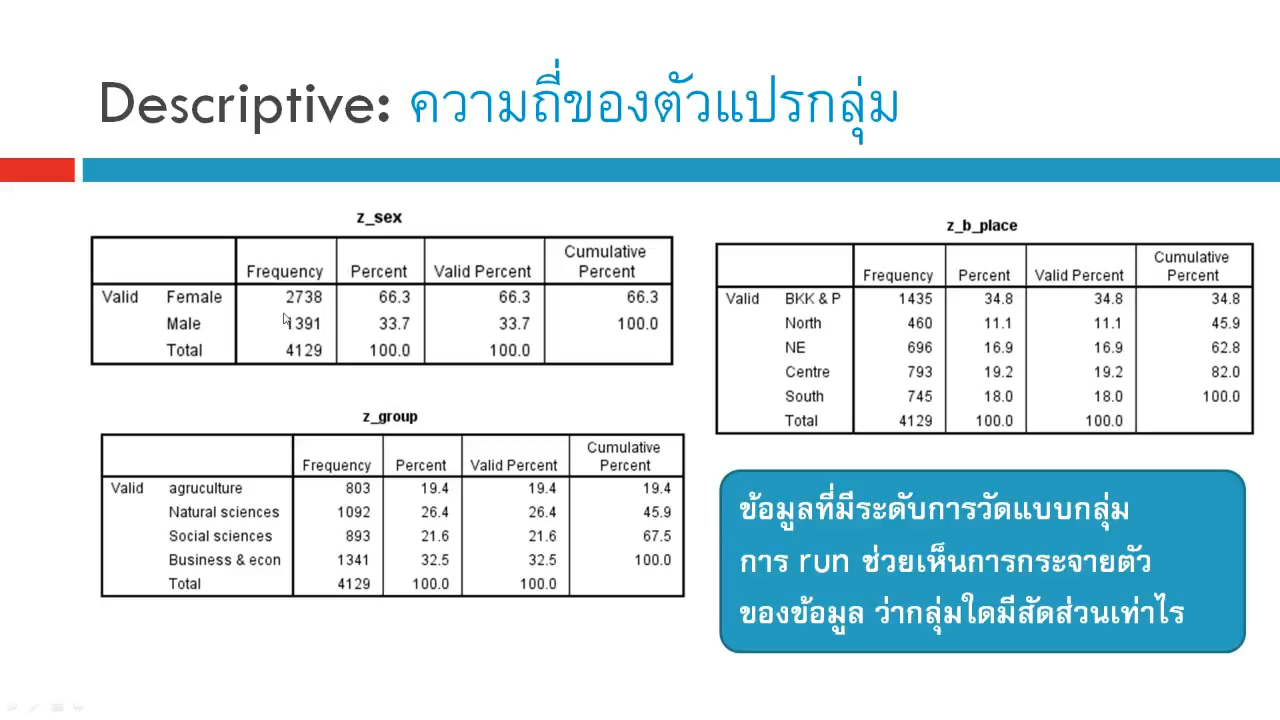 Descriptive: ความถี่ของตัวแปรกลุ่ม
z_sex
Frequency Percent Valid Percent Cumulative Percent
Valid Female 2738 66.3 66.3 66.3
Male 1391 33.7 33.7 100.0
Total 4129 100.0 100.0
z_group
Frequency Percent Valid Percent Cumulative Percent
Valid agruculture 803 19.4 19.4 19.4
Natural sciences 1092 26.4 26.4 45.9
Social sciences 893 21.6 21.6 67.5
Business & econ 1341 32.5 32.5 100.0
Total 4129 100.0 100.0
z_b_place
Frequency Percent Valid Percent Cumulative Percent
Valid BKK & P 1435 34.8 34.8 34.8
North 460 11.1 11.1 45.9
NE 696 16.9 16.9 62.8
Centre 793 19.2 19.2 82.0
South 745 18.0 18.0 100.0
Total 4129 100.0 100.0
ข้อมูลที่มีระดับการวัดแบบกลุ่ม
การ run ช่วยเห็นการกระจายตัว
ของข้อมูล ว่ากลุ่มใดมีสัดส่วนเท่าไร